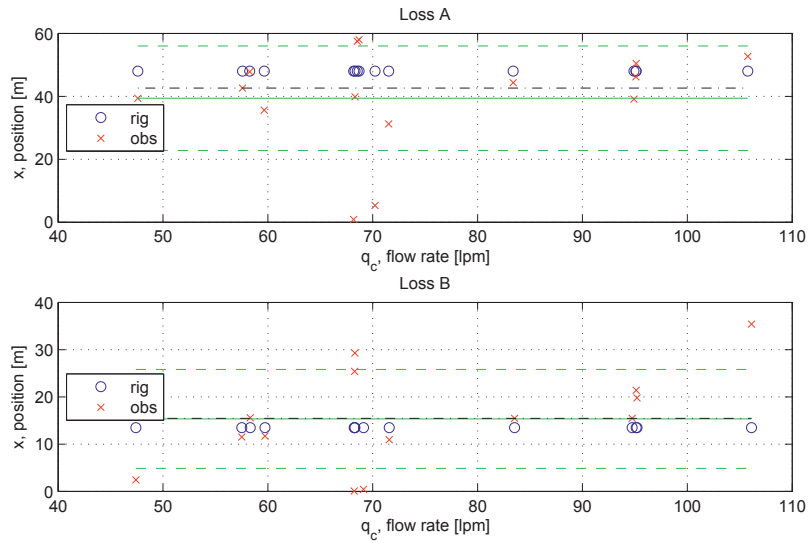 Loss A
x, position [m]
60
40
20
0
rig
obs
40 50 60 70 80 90 100 110
q_c, flow rate [lpm]
Loss B
x, position [m]
40
30
20
10
0
rig
obs
40 50 60 70 80 90 100 110
q_c, flow rate [lpm]